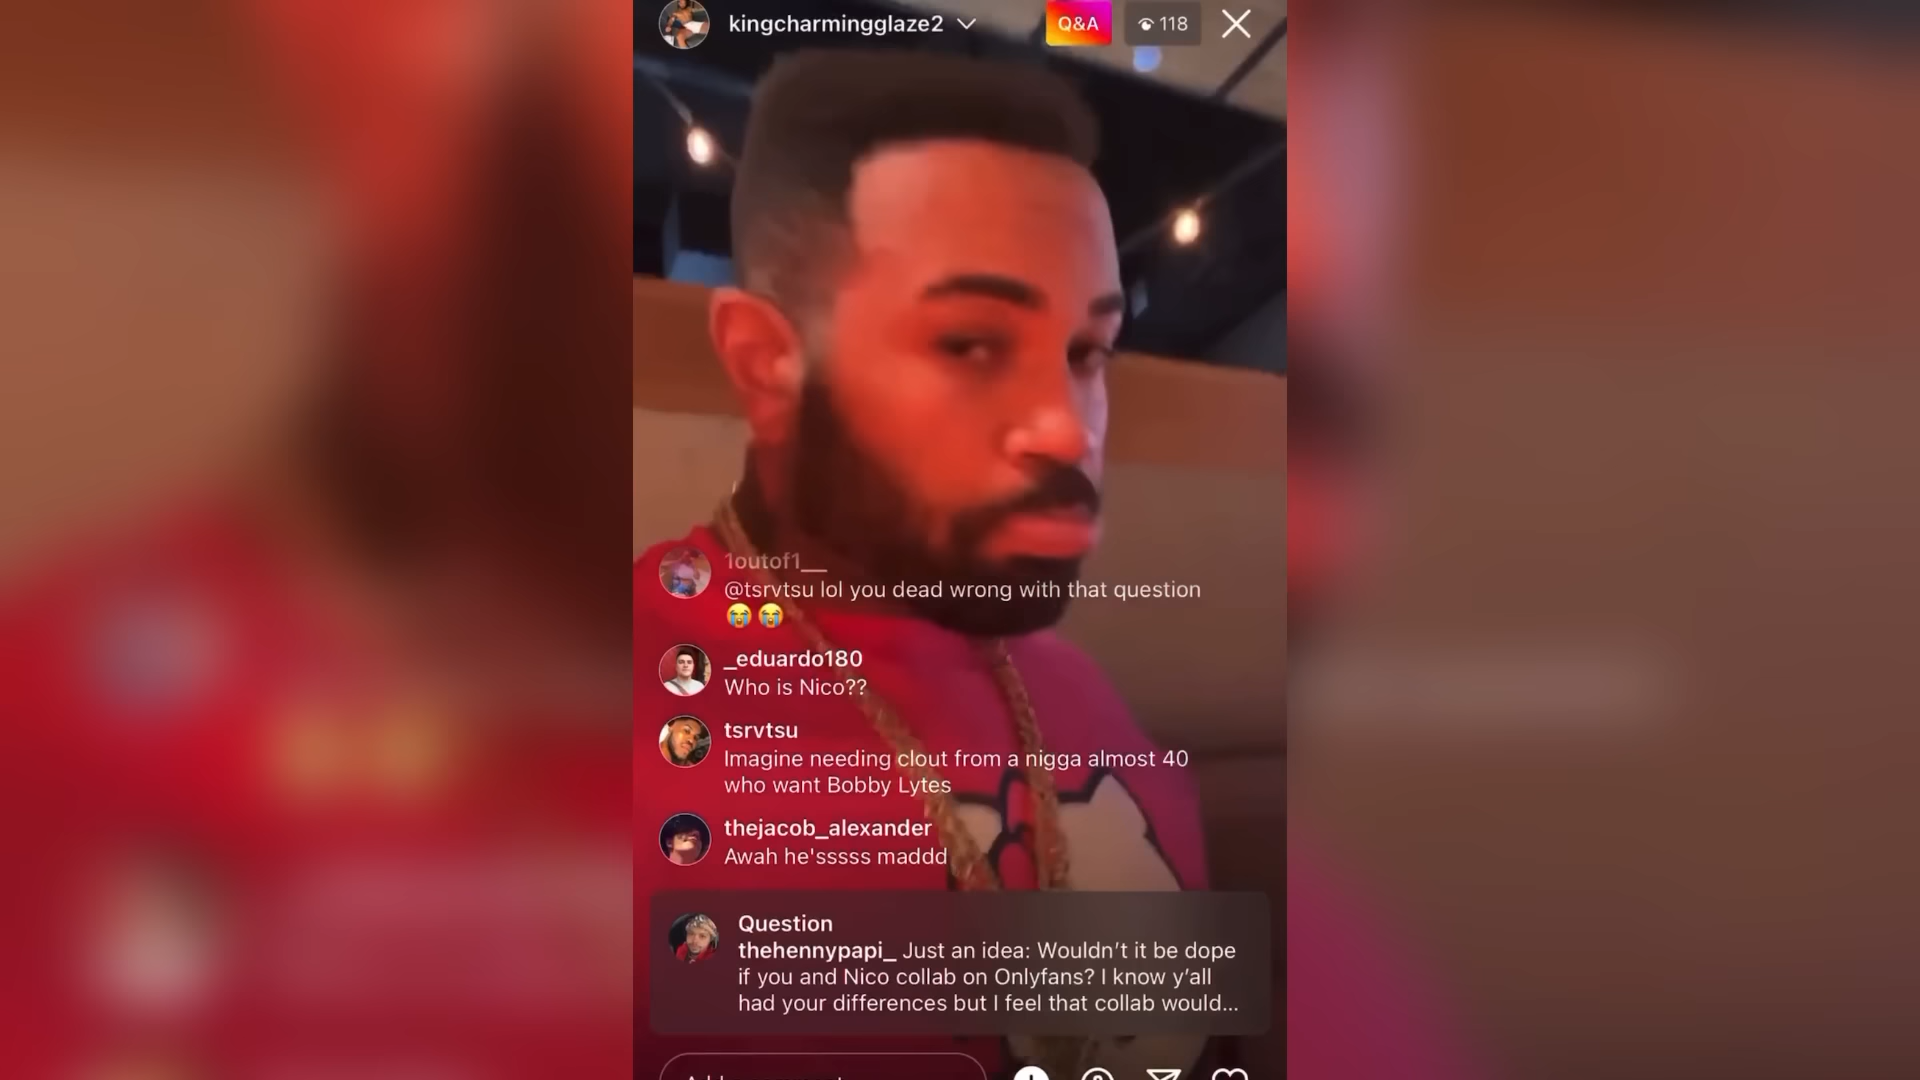 kingcharmingglaze2
Q&A
118
1outof1__
@tsrvtsu lol you dead wrong with that question
😭😭
_eduardo180
Who is Nico??
tsrvtsu
Imagine needing clout from a nigga almost 40
who want Bobby Lytes
thejacob_alexander
Awah he'sssss maddd
Question
thehennypapi_ Just an idea: Wouldn’t it be dope
if you and Nico collab on Onlyfans? I know y’all
had your differences but I feel that collab would...